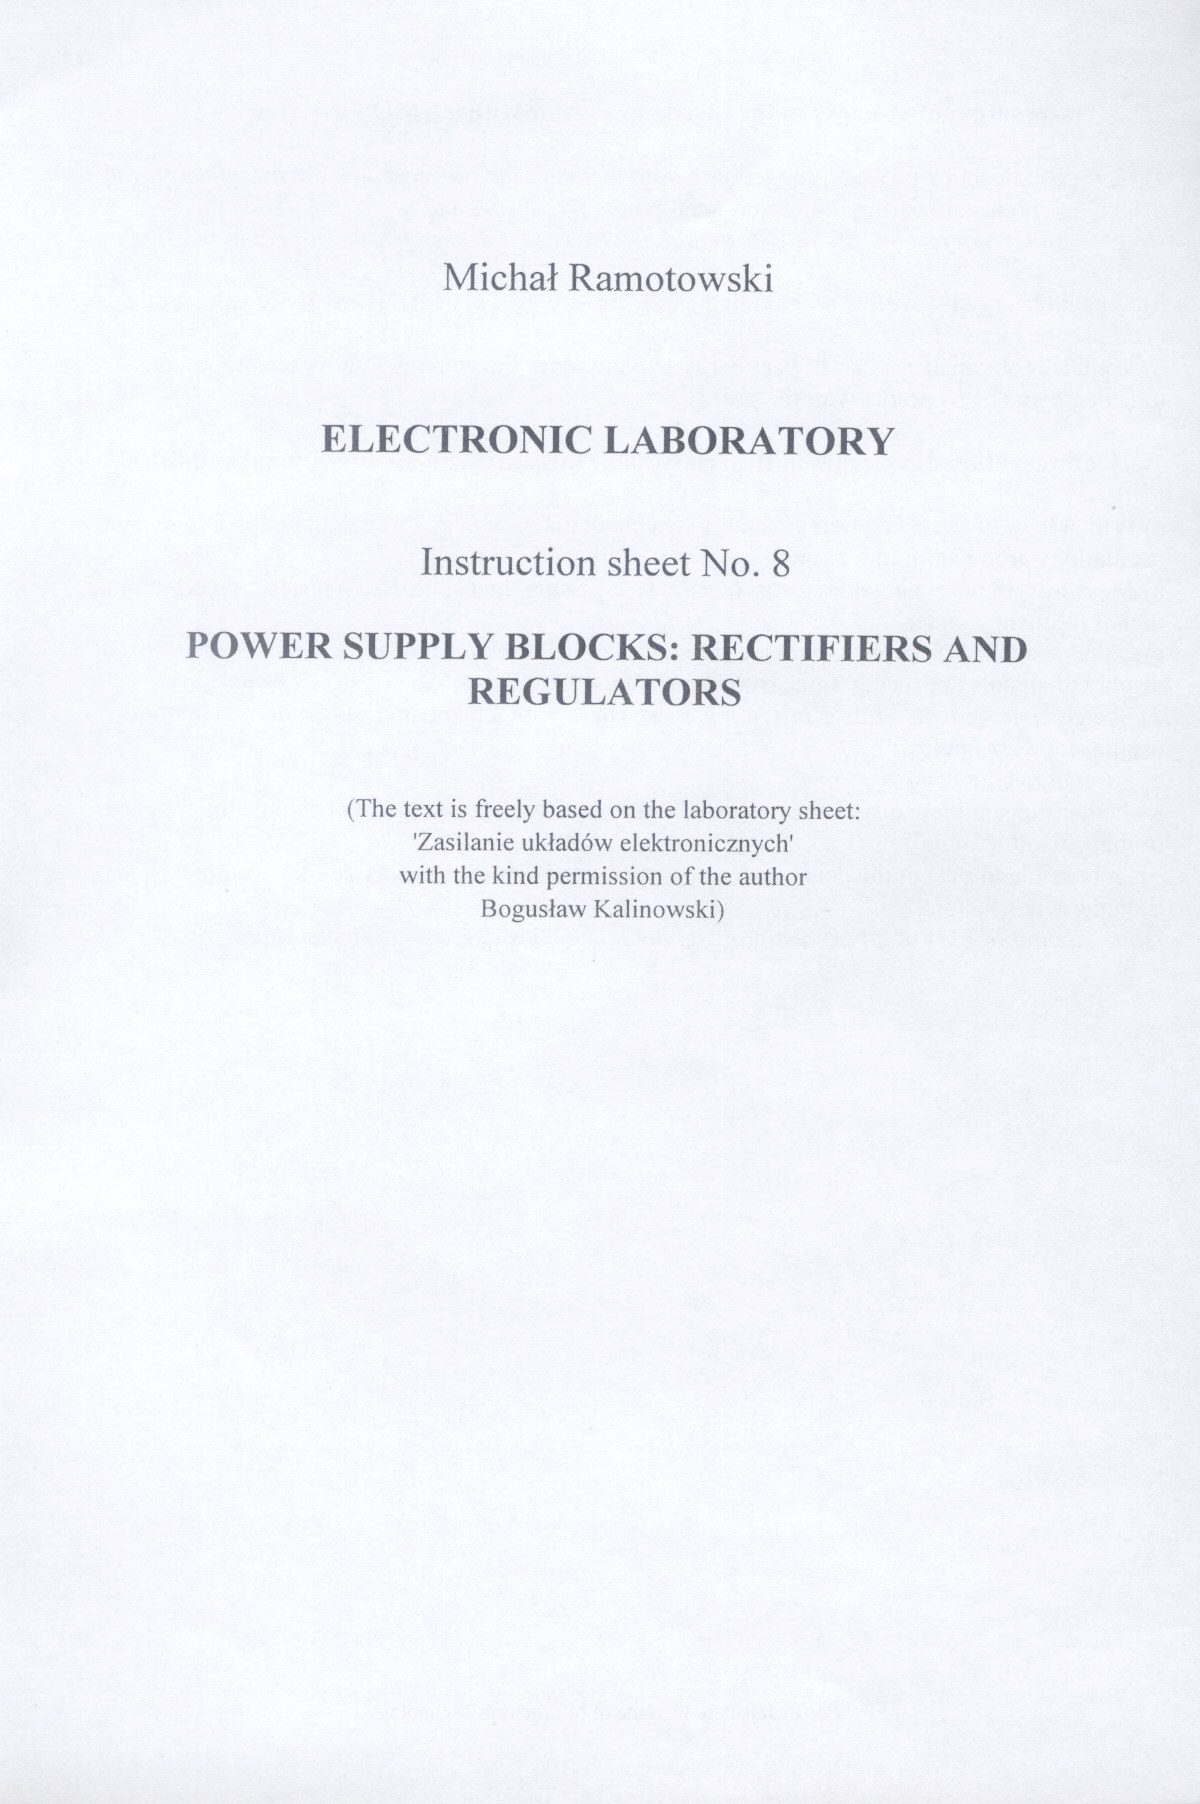 Michał Ramotowski
ELECTRONIC LABORATORY
Instruction sheet No. 8
POWER SUPPLY BLOCKS: RECTIFIERS AND
REGULATORS
(The text is freely based on the laboratory sheet:
'Zasilanie układów elektronicznych'
with the kind permission of the author
Bogusław Kalinowski)